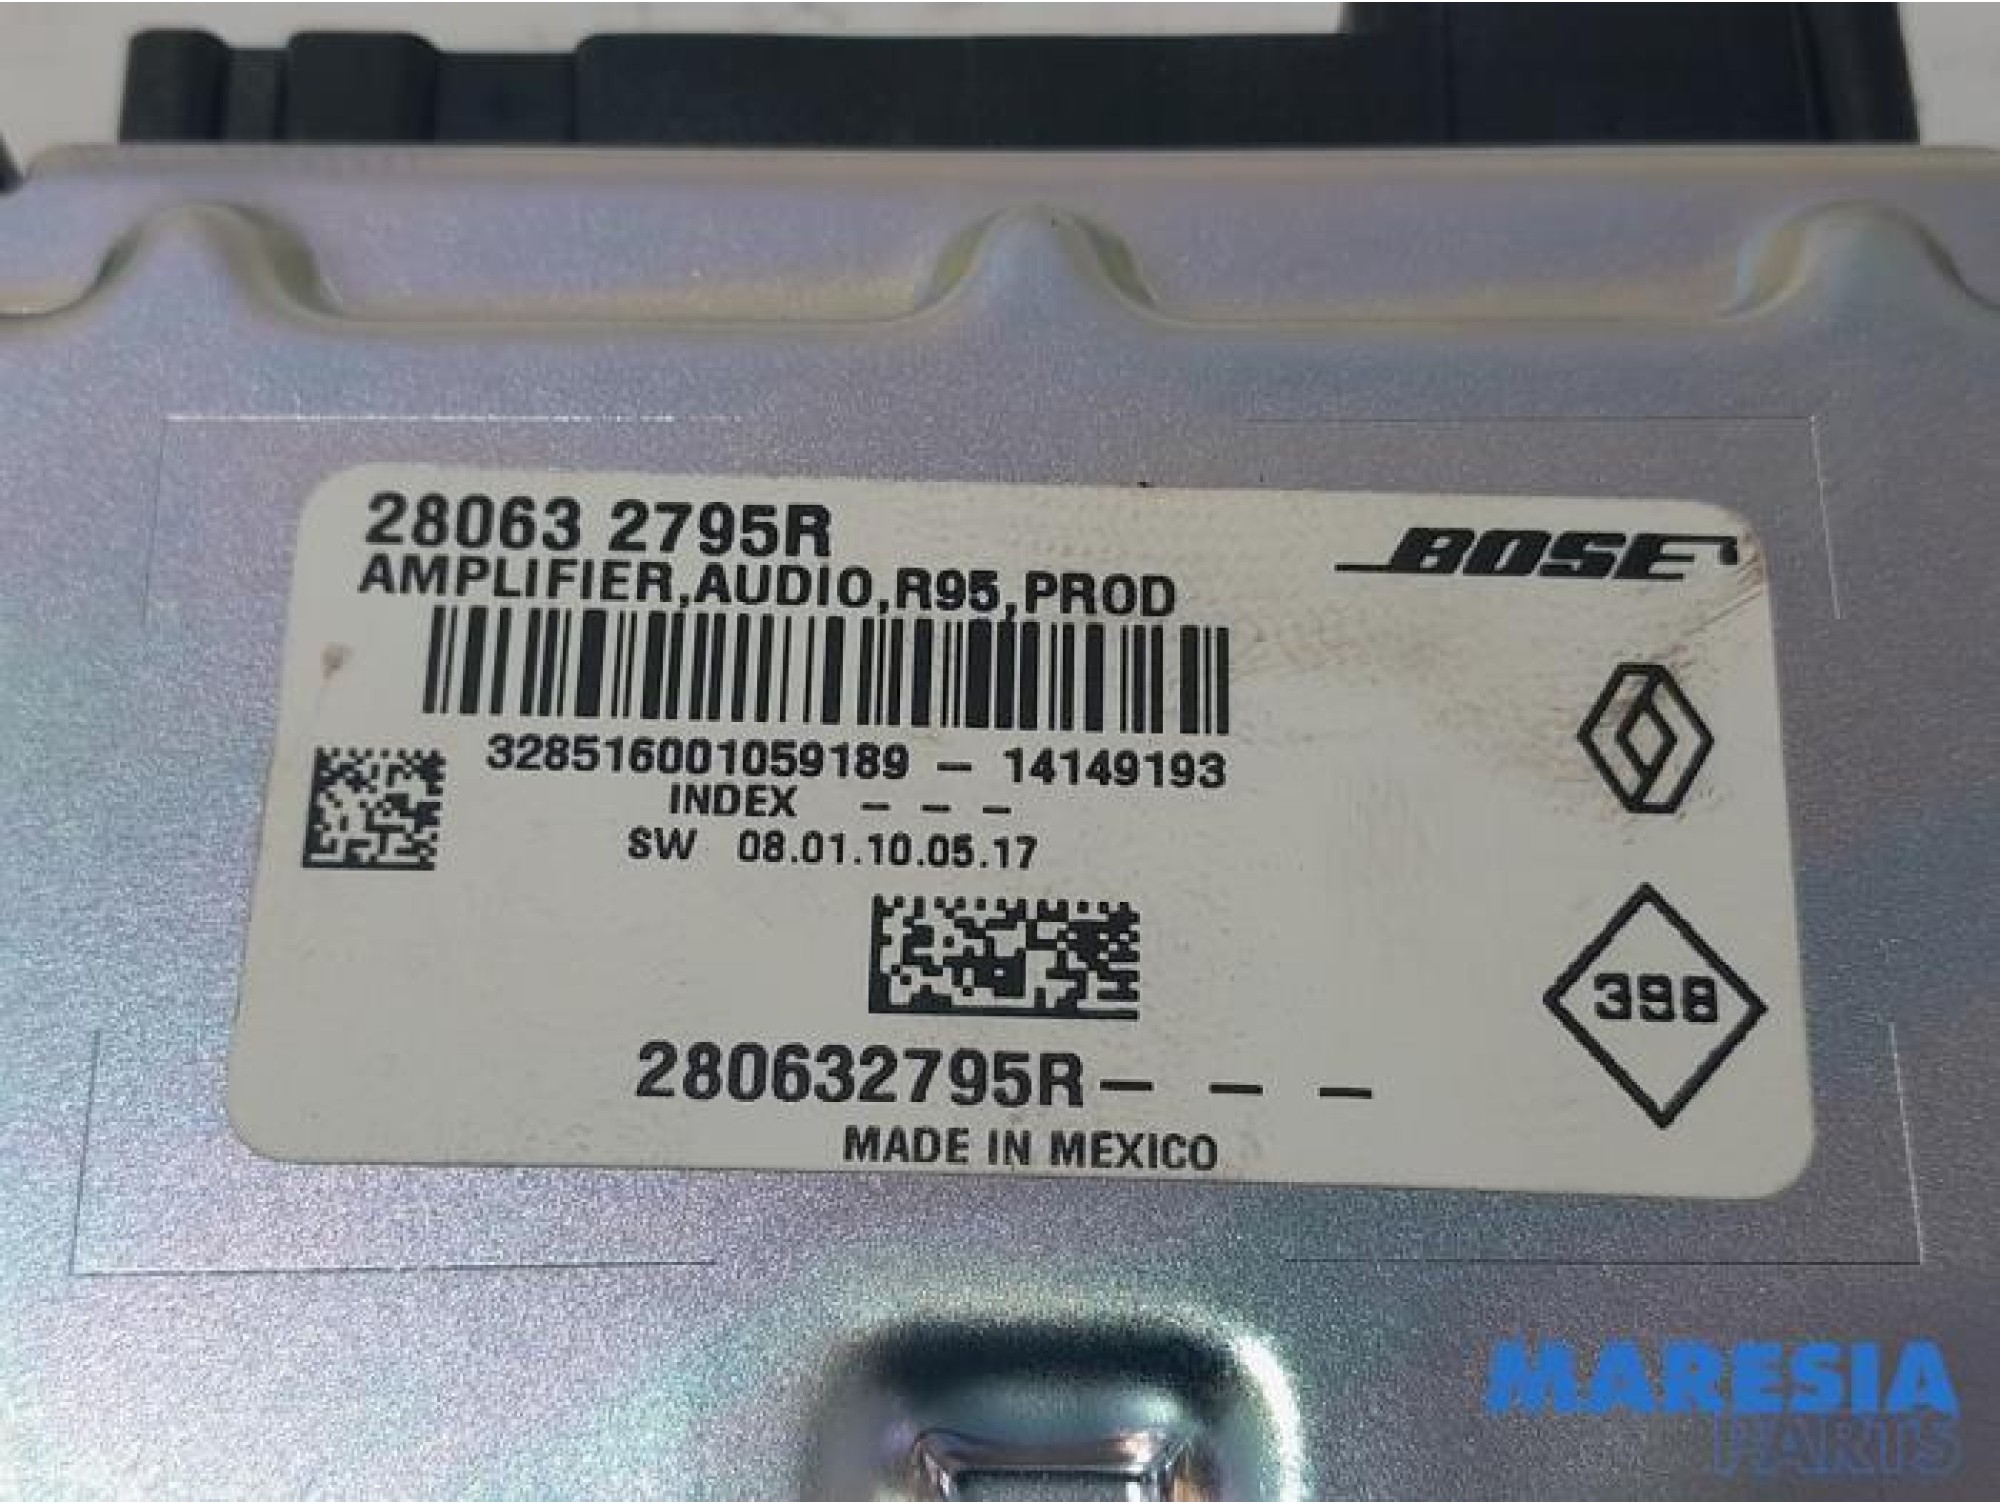 28063 2795R
BOSE
AMPLIFIER,AUDIO,R95,PROD
328516001059189 - 14149193
INDEX - - -
SW 08.01.10.05.17
398
280632795R- - -
MADE IN MEXICO
MARESIA
PARTS